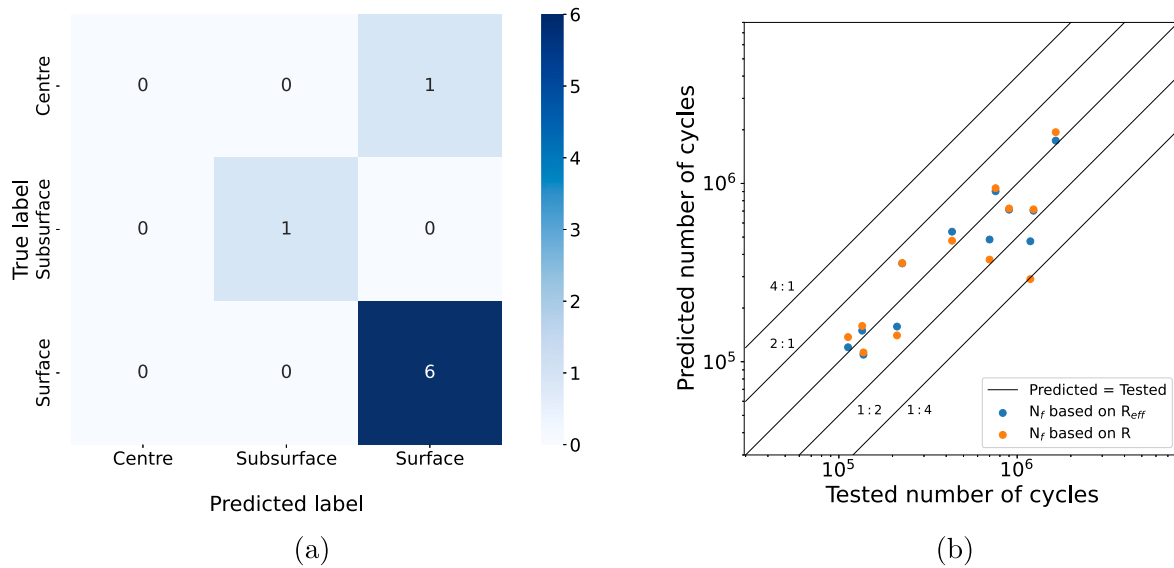 True label
Centre
Subsurface
Surface
0 0 1
0 1 0
0 0 6
Centre Subsurface Surface
Predicted label
6
5
4
3
2
1
0
(a)
Predicted number of cycles
10⁶
10⁵
4 : 1
2 : 1
1 : 2
1 : 4
Predicted = Tested
N_f based on R_eff
N_f based on R
10⁵ 10⁶
Tested number of cycles
(b)